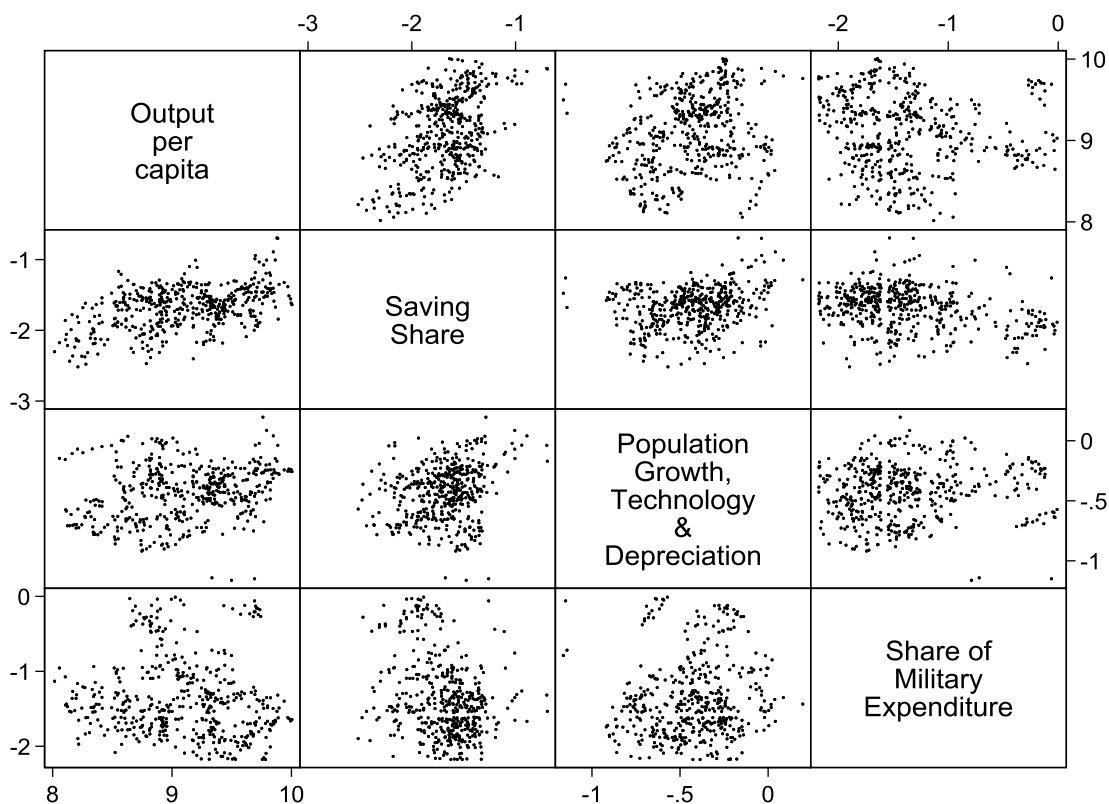 -3 -2 -1 -2 -1 0
Output
per
capita
10
9
8
-1
-2
-3
Saving
Share
Population
Growth,
Technology
&
Depreciation
0
-.5
-1
0
-1
-2
Share of
Military
Expenditure
8 9 10 -1 -.5 0